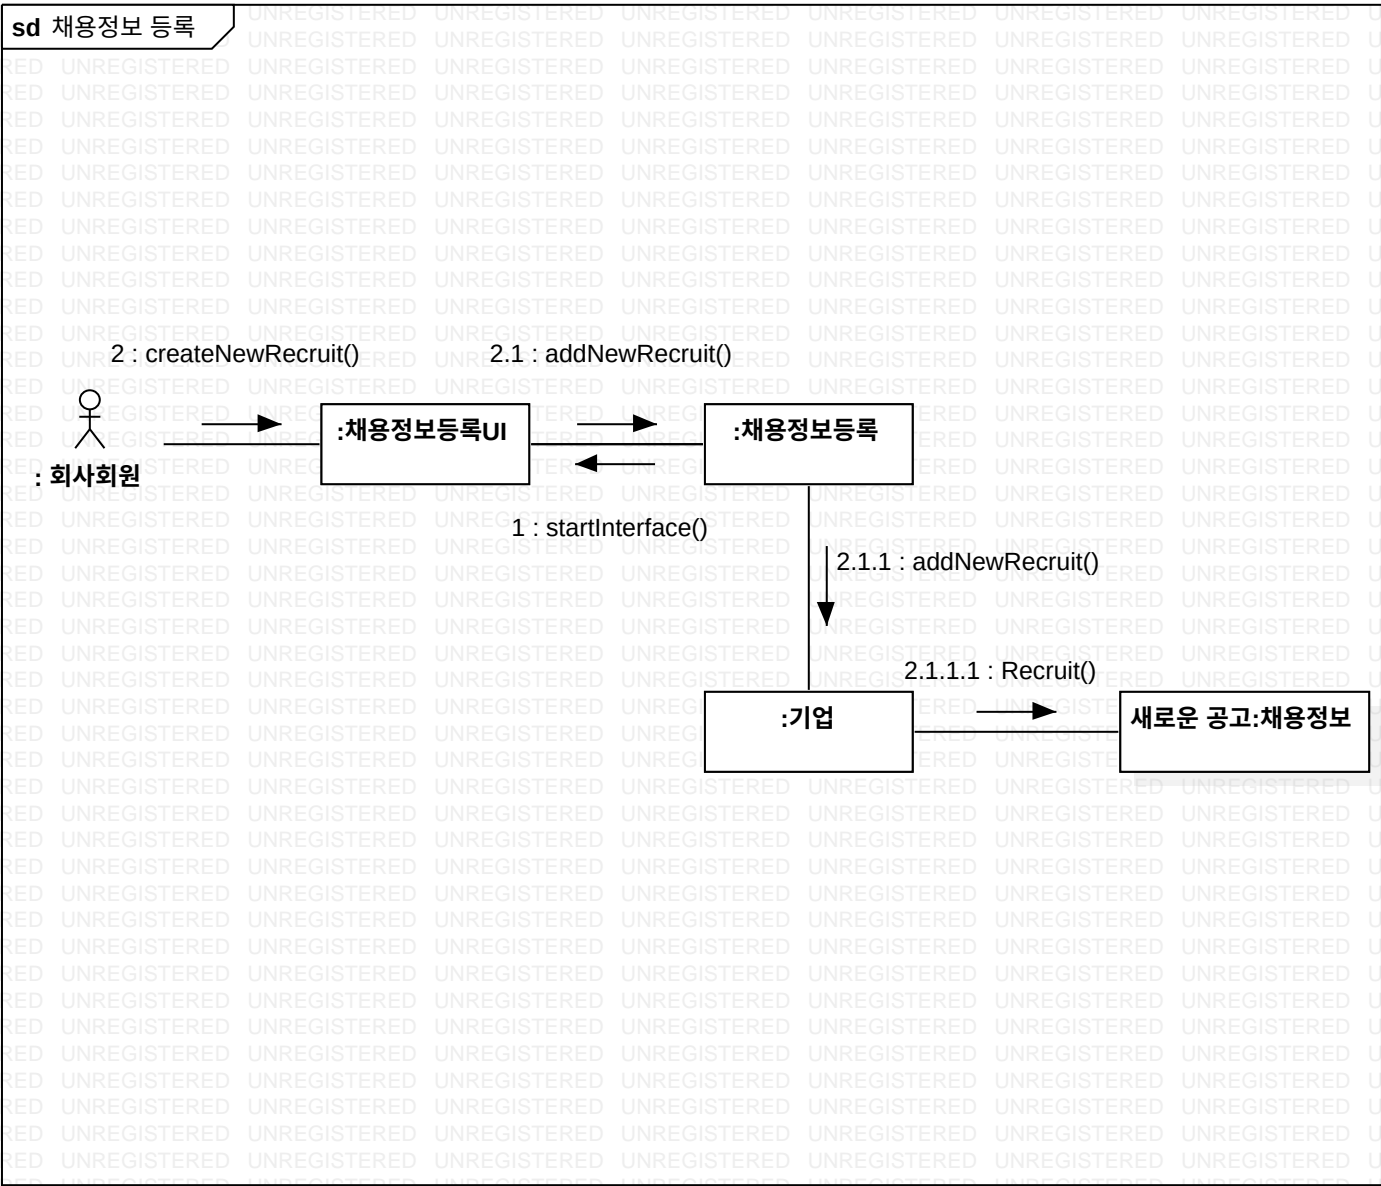 sd 채용정보 등록
2 : createNewRecruit()
2.1 : addNewRecruit()
:채용정보등록UI
:채용정보등록
: 회사회원
1 : startInterface()
2.1.1 : addNewRecruit()
2.1.1.1 : Recruit()
:기업
새로운 공고:채용정보
UNREGISTERED